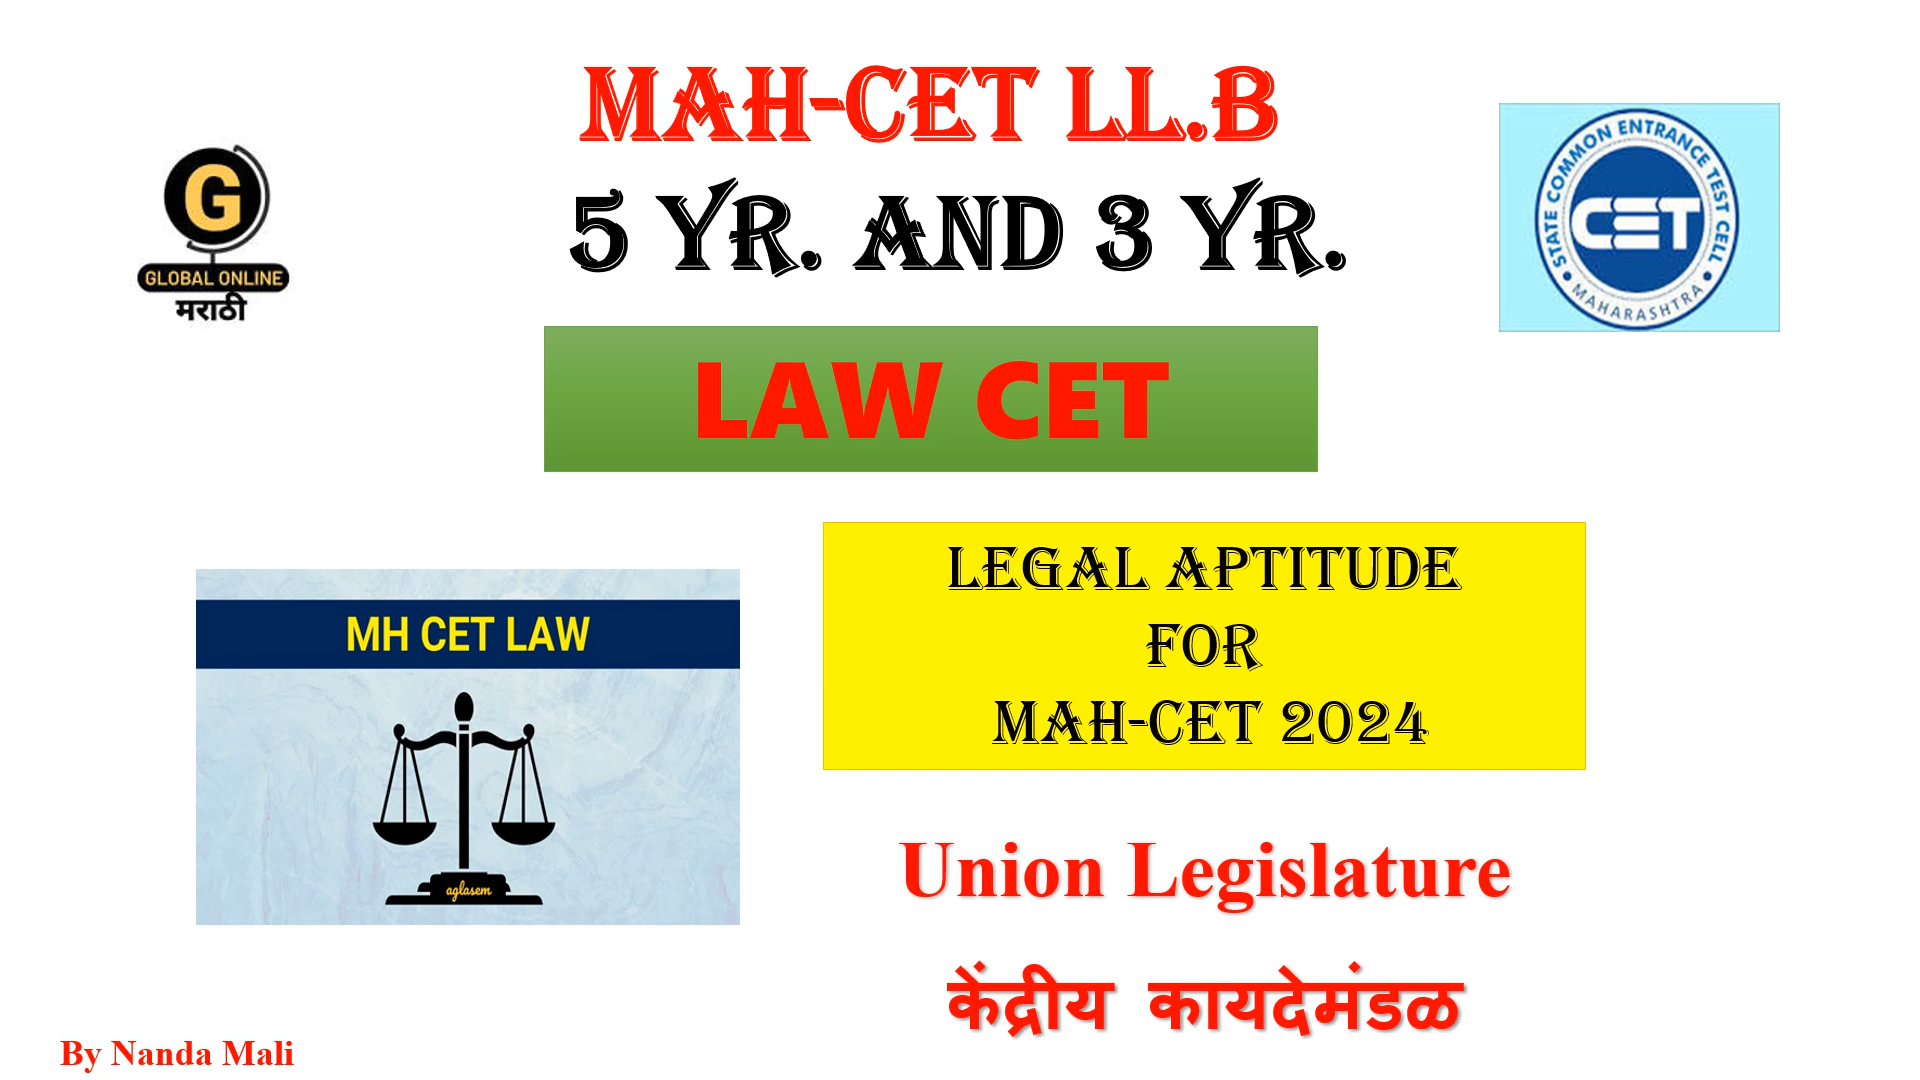 MAH-CET LL.B
5 YR. AND 3 YR.
G
GLOBAL ONLINE
मराठी
STATE COMMON ENTRANCE TEST CELL
CET
MAHARASHTRA
LAW CET
LEGAL APTITUDE
FOR
MAH-CET 2024
MH CET LAW
aglasem
Union Legislature
केंद्रीय कायदेमंडळ
By Nanda Mali